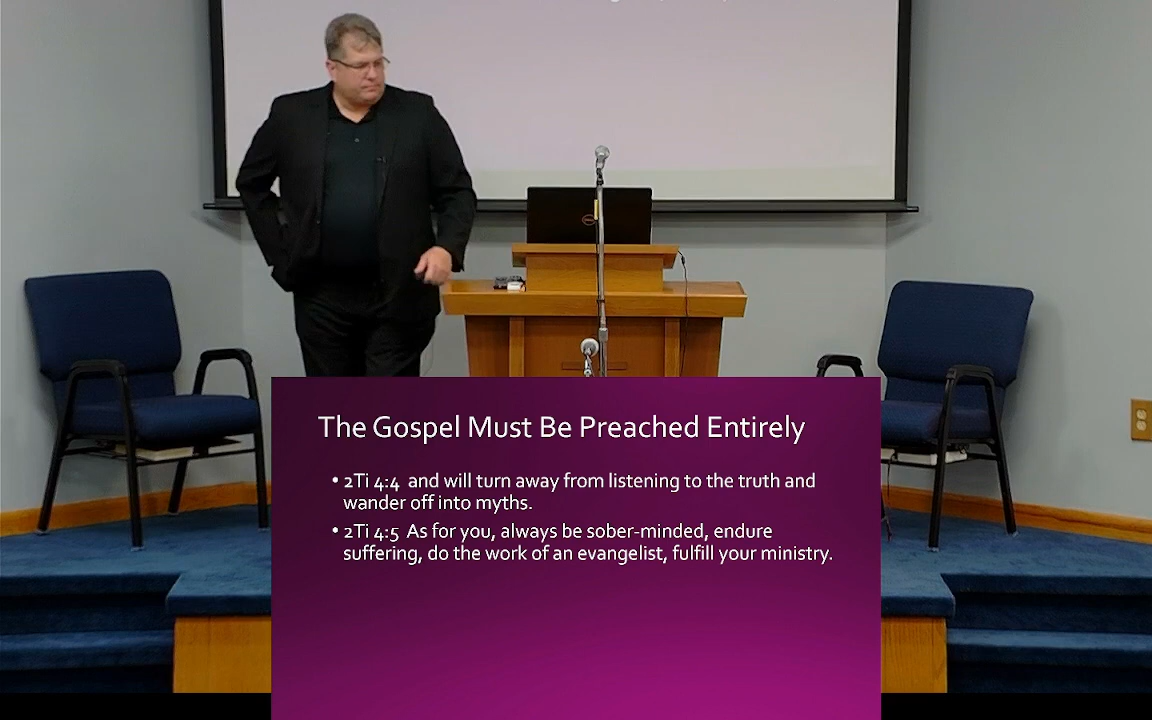 The Gospel Must Be Preached Entirely
• 2Ti 4:4 and will turn away from listening to the truth and
wander off into myths.
• 2Ti 4:5 As for you, always be sober-minded, endure
suffering, do the work of an evangelist, fulfill your ministry.